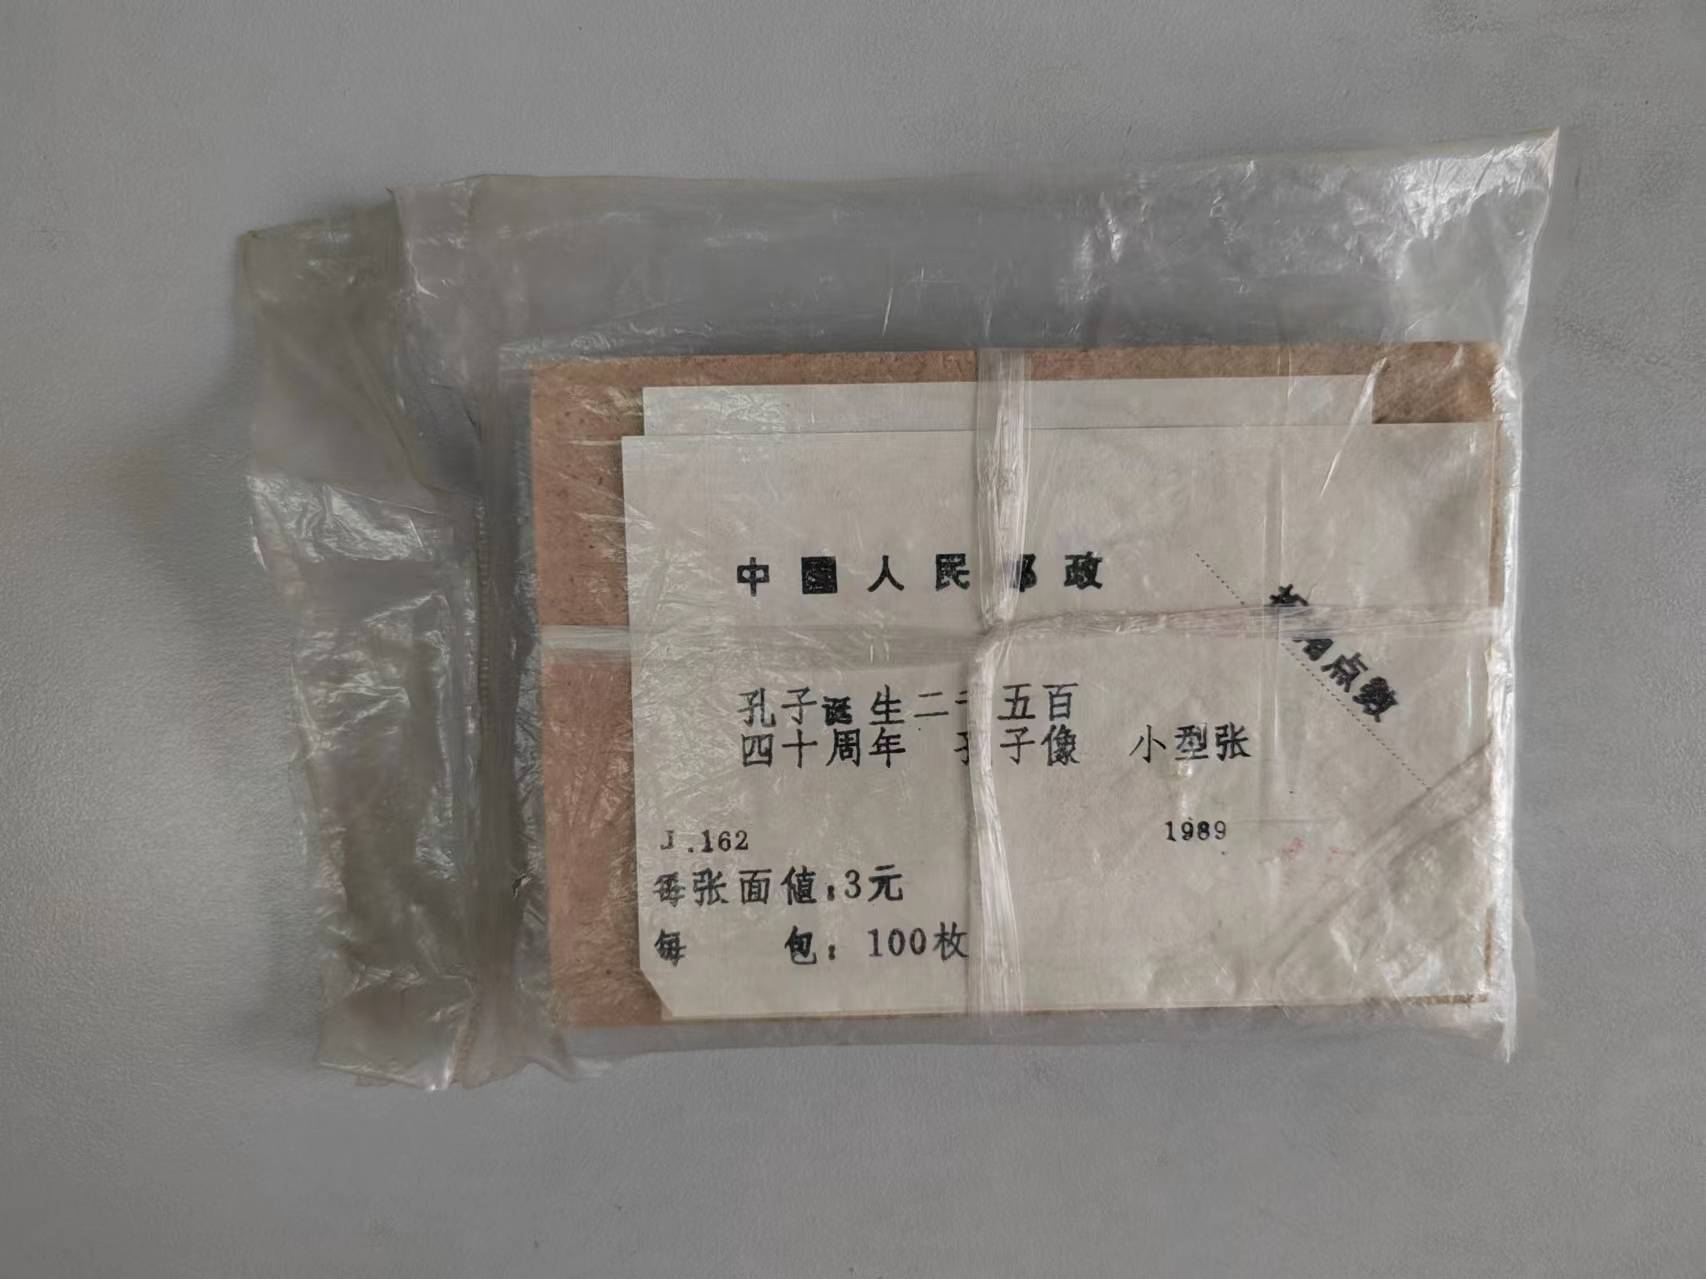 中国人民邮政
孔子诞生二千五百
四十周年 孔子像 小型张
J.162
1989
每张面值:3元
每 包:100枚
点数